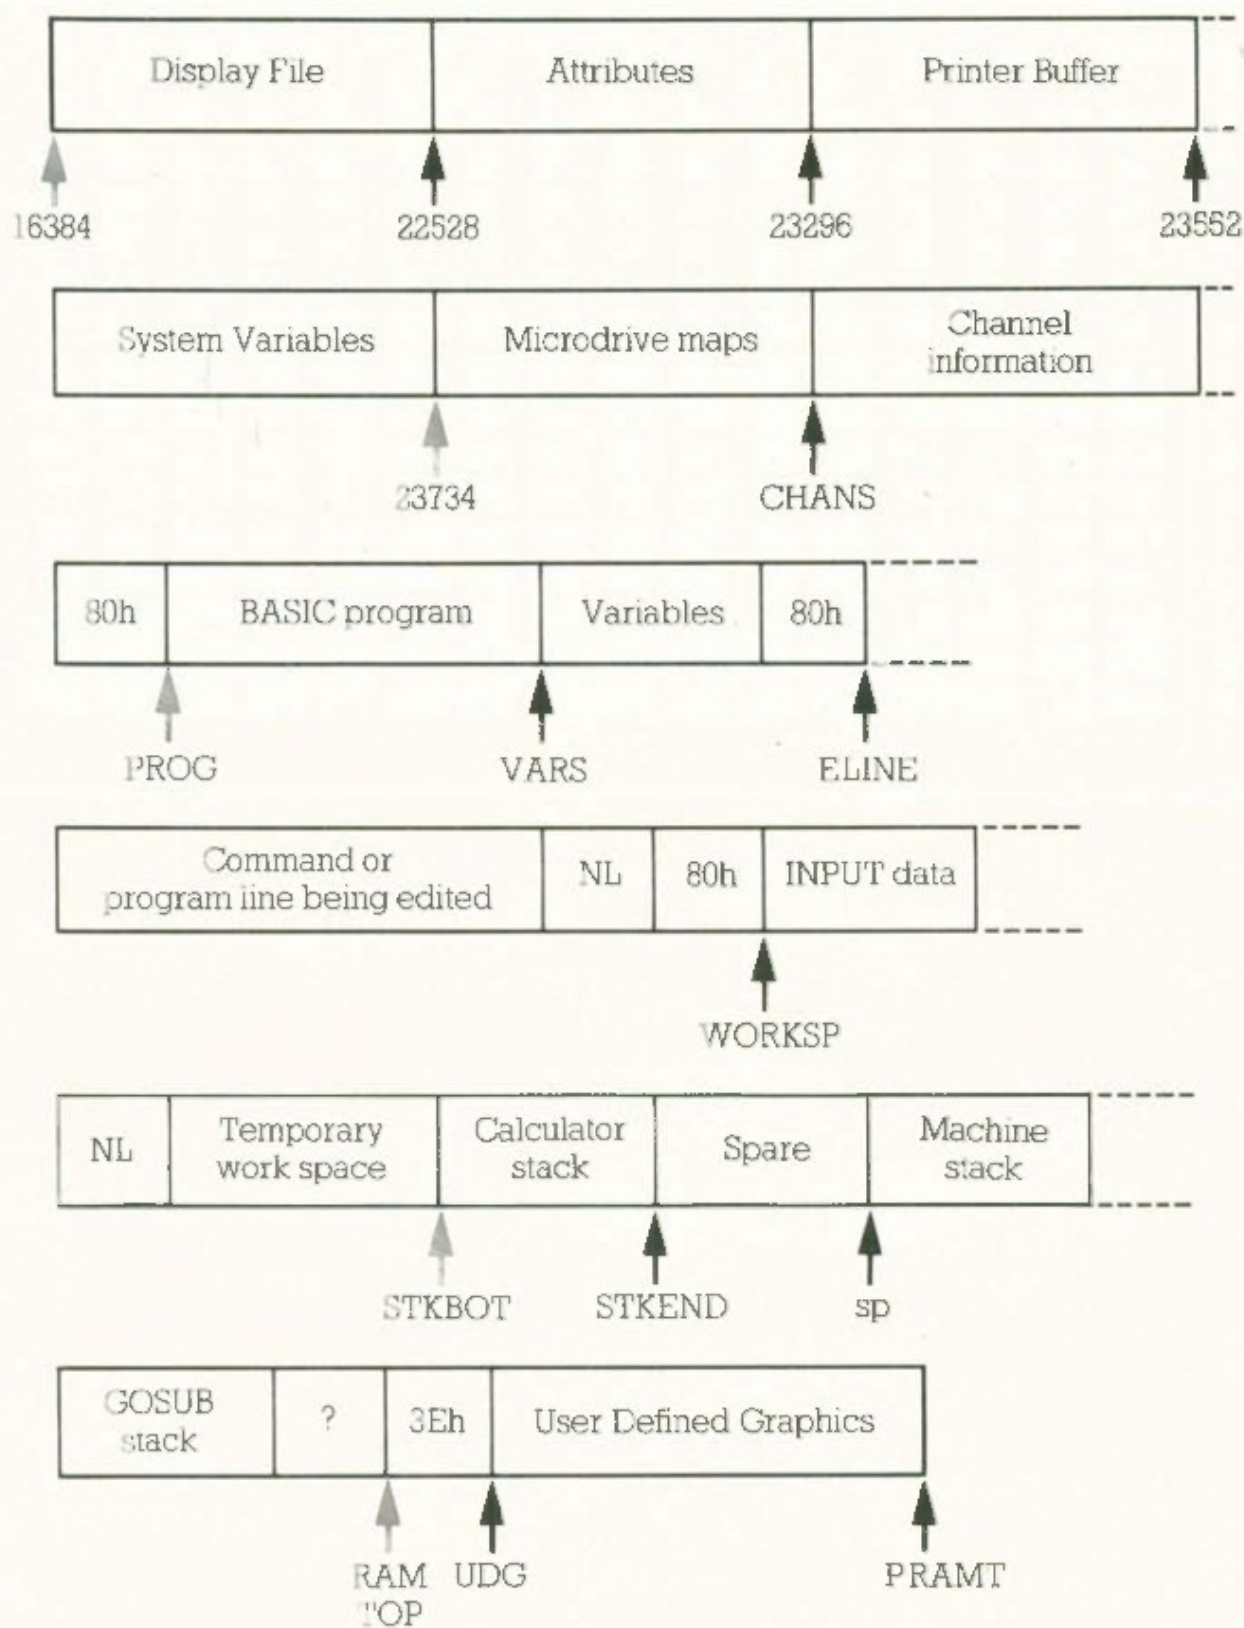 Display File Attributes Printer Buffer
16384 22528 23296 23552
System Variables Microdrive maps Channel information
23734 CHANS
80h BASIC program Variables 80h
PROG VARS ELINE
Command or program line being edited NL 80h INPUT data
WORKSP
NL Temporary work space Calculator stack Spare Machine stack
STKBOT STKEND sp
GOSUB stack ? 3Eh User Defined Graphics
RAM TOP UDG PRAMT